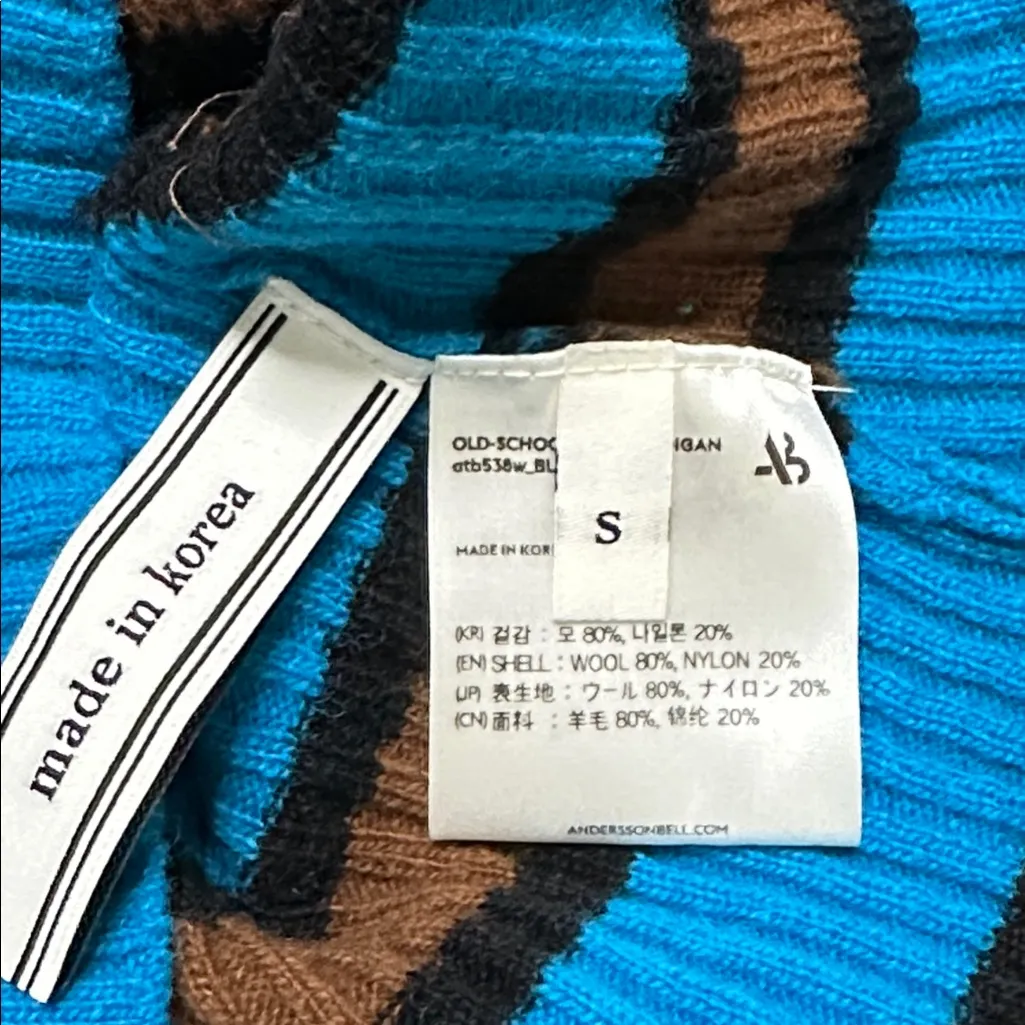 made in korea
OLD-SCHOO IGAN
atb538w_BL
S
MADE IN KOR
(KR) 겉감 : 모 80%, 나일론 20%
(EN) SHELL : WOOL 80%, NYLON 20%
(JP) 表生地 : ウール 80%, ナイロン 20%
(CN) 面料 : 羊毛 80%, 锦纶 20%
ANDERSSONBELL.COM